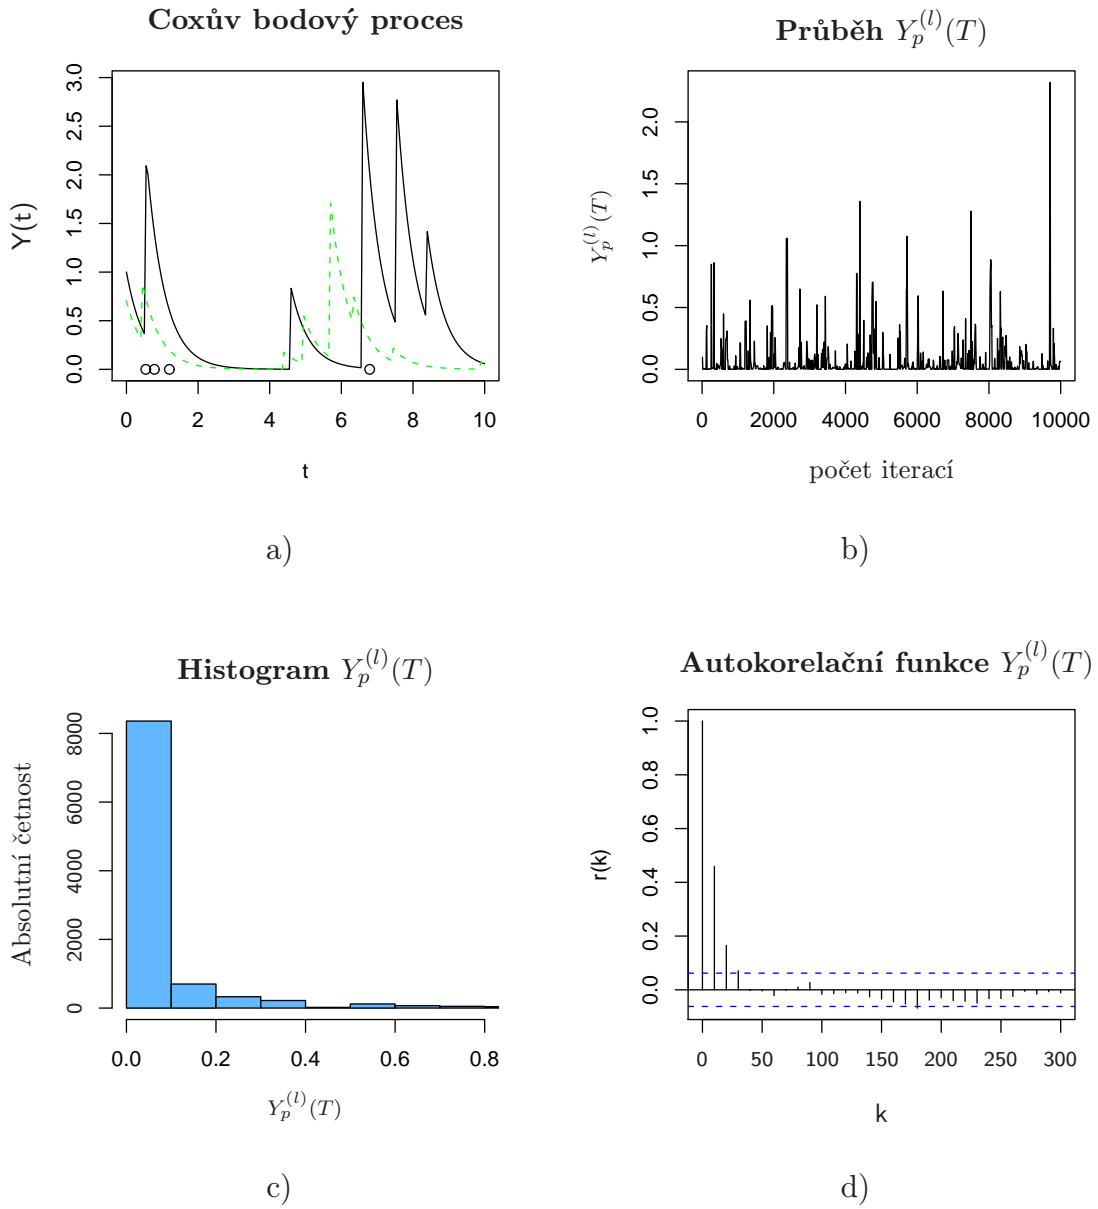 Coxův bodový proces
Y(t)
3.0
2.5
2.0
1.5
1.0
0.5
0.0
0 2 4 6 8 10
t
a)
Průběh Y_p^{(l)}(T)
Y_p^{(l)}(T)
2.0
1.5
1.0
0.5
0.0
0 2000 4000 6000 8000 10000
počet iterací
b)
Histogram Y_p^{(l)}(T)
Absolutní četnost
8000
6000
4000
2000
0
0.0 0.2 0.4 0.6 0.8
Y_p^{(l)}(T)
c)
Autokorelační funkce Y_p^{(l)}(T)
r(k)
1.0
0.8
0.6
0.4
0.2
0.0
0 50 100 150 200 250 300
k
d)